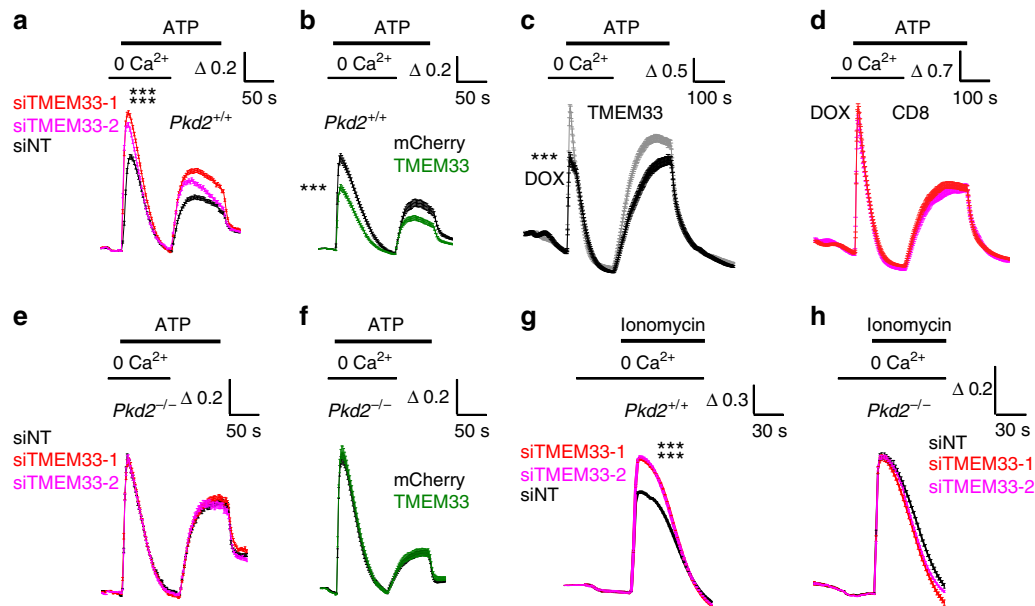 a
ATP
0 Ca2+
Δ 0.2
50 s
***
***
siTMEM33-1
siTMEM33-2
siNT
Pkd2+/+
b
ATP
0 Ca2+
Δ 0.2
50 s
Pkd2+/+
mCherry
TMEM33
***
c
ATP
0 Ca2+
Δ 0.5
100 s
TMEM33
***
DOX
d
ATP
0 Ca2+
Δ 0.7
100 s
DOX
CD8
e
ATP
0 Ca2+
Δ 0.2
50 s
Pkd2–/–
siNT
siTMEM33-1
siTMEM33-2
f
ATP
0 Ca2+
Δ 0.2
50 s
Pkd2–/–
mCherry
TMEM33
g
Ionomycin
0 Ca2+
Δ 0.3
30 s
Pkd2+/+
siTMEM33-1
siTMEM33-2
siNT
***
***
h
Ionomycin
0 Ca2+
Δ 0.2
30 s
Pkd2–/–
siNT
siTMEM33-1
siTMEM33-2